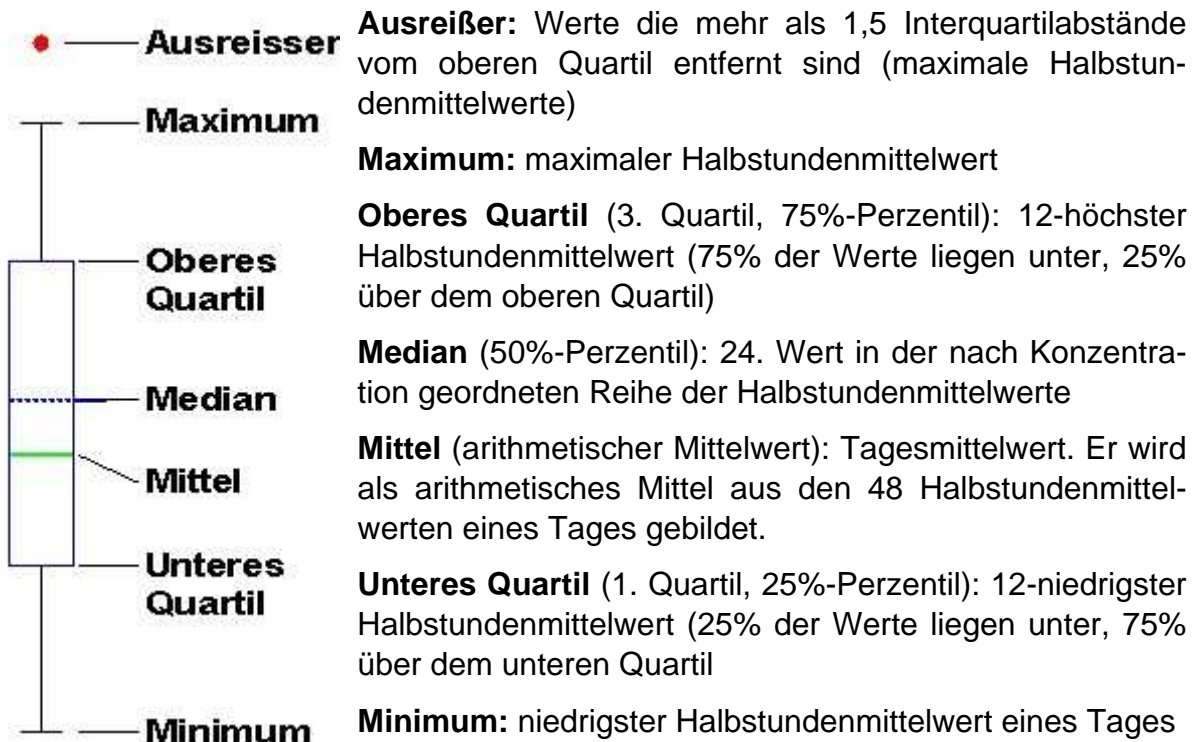 Ausreisser
Maximum
Oberes
Quartil
Median
Mittel
Unteres
Quartil
Minimum
Ausreißer: Werte die mehr als 1,5 Interquartilabstände
vom oberen Quartil entfernt sind (maximale Halbstun-
denmittelwerte)
Maximum: maximaler Halbstundenmittelwert
Oberes Quartil (3. Quartil, 75%-Perzentil): 12-höchster
Halbstundenmittelwert (75% der Werte liegen unter, 25%
über dem oberen Quartil)
Median (50%-Perzentil): 24. Wert in der nach Konzentra-
tion geordneten Reihe der Halbstundenmittelwerte
Mittel (arithmetischer Mittelwert): Tagesmittelwert. Er wird
als arithmetisches Mittel aus den 48 Halbstundenmittel-
werten eines Tages gebildet.
Unteres Quartil (1. Quartil, 25%-Perzentil): 12-niedrigster
Halbstundenmittelwert (25% der Werte liegen unter, 75%
über dem unteren Quartil
Minimum: niedrigster Halbstundenmittelwert eines Tages